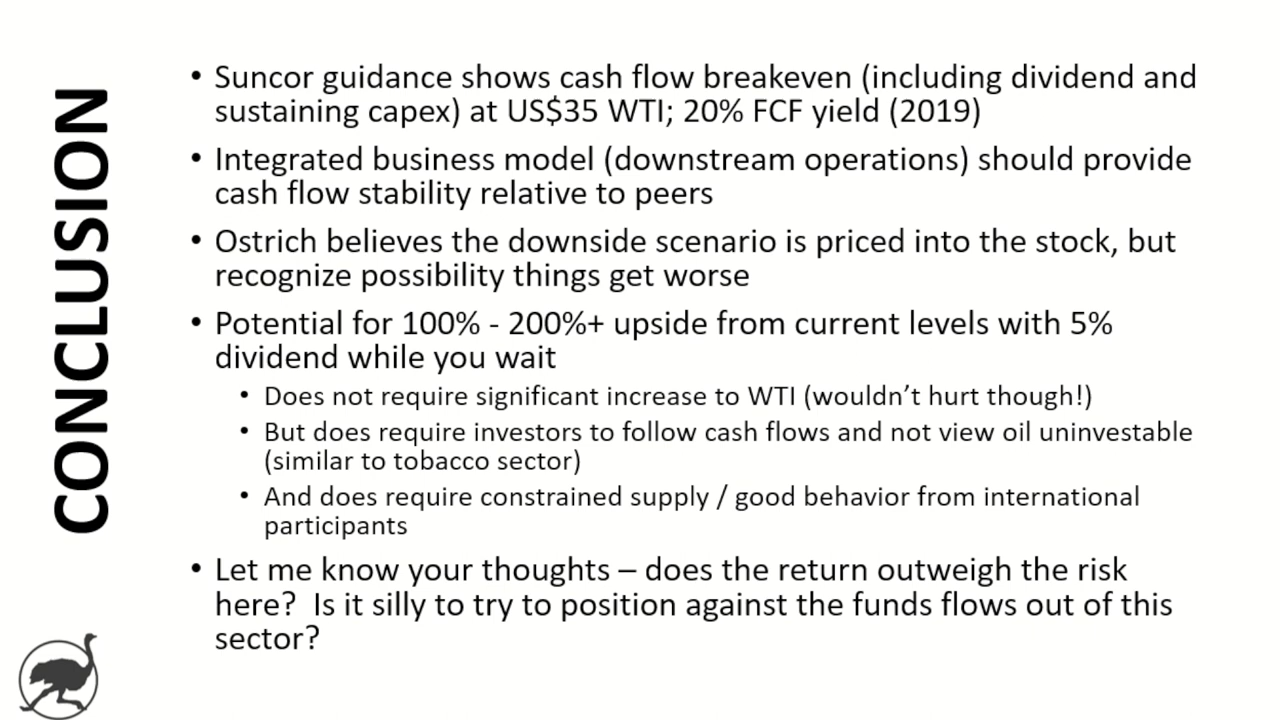 CONCLUSION
• Suncor guidance shows cash flow breakeven (including dividend and
sustaining capex) at US$35 WTI; 20% FCF yield (2019)
• Integrated business model (downstream operations) should provide
cash flow stability relative to peers
• Ostrich believes the downside scenario is priced into the stock, but
recognize possibility things get worse
• Potential for 100% - 200%+ upside from current levels with 5%
dividend while you wait
• Does not require significant increase to WTI (wouldn’t hurt though!)
• But does require investors to follow cash flows and not view oil uninvestable
(similar to tobacco sector)
• And does require constrained supply / good behavior from international
participants
• Let me know your thoughts – does the return outweigh the risk
here?  Is it silly to try to position against the funds flows out of this
sector?